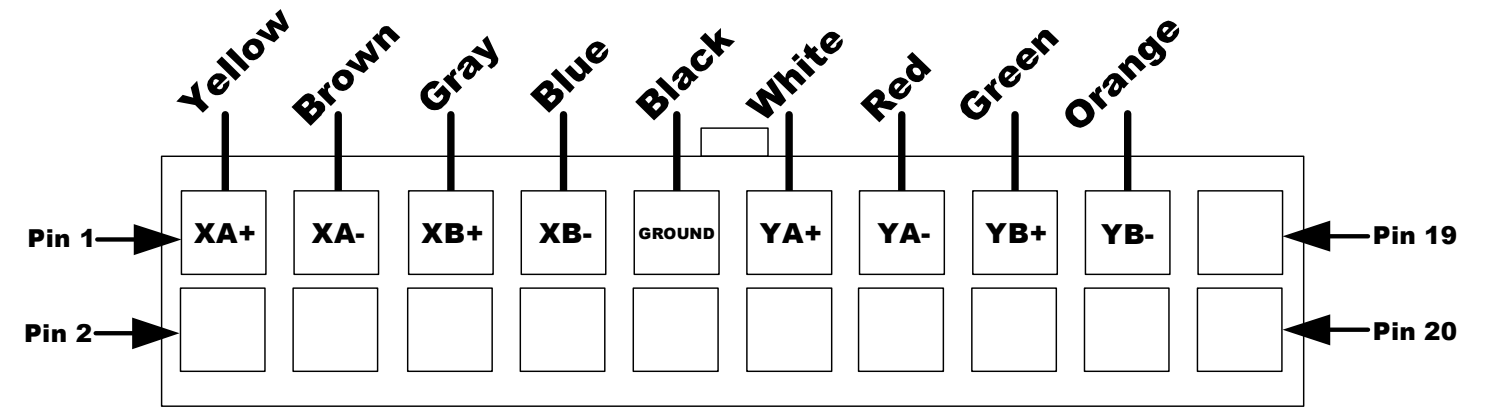 Yellow
Brown
Gray
Blue
Black
White
Red
Green
Orange
Pin 1
XA+
XA-
XB+
XB-
GROUND
YA+
YA-
YB+
YB-
Pin 19
Pin 2
Pin 20